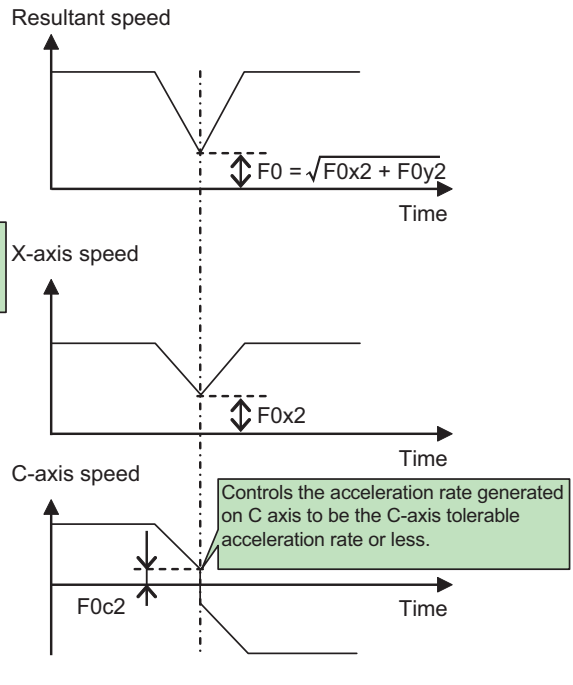 Resultant speed
F0 = √F0x2 + F0y2
Time
X-axis speed
F0x2
Time
C-axis speed
Controls the acceleration rate generated
on C axis to be the C-axis tolerable
acceleration rate or less.
F0c2
Time